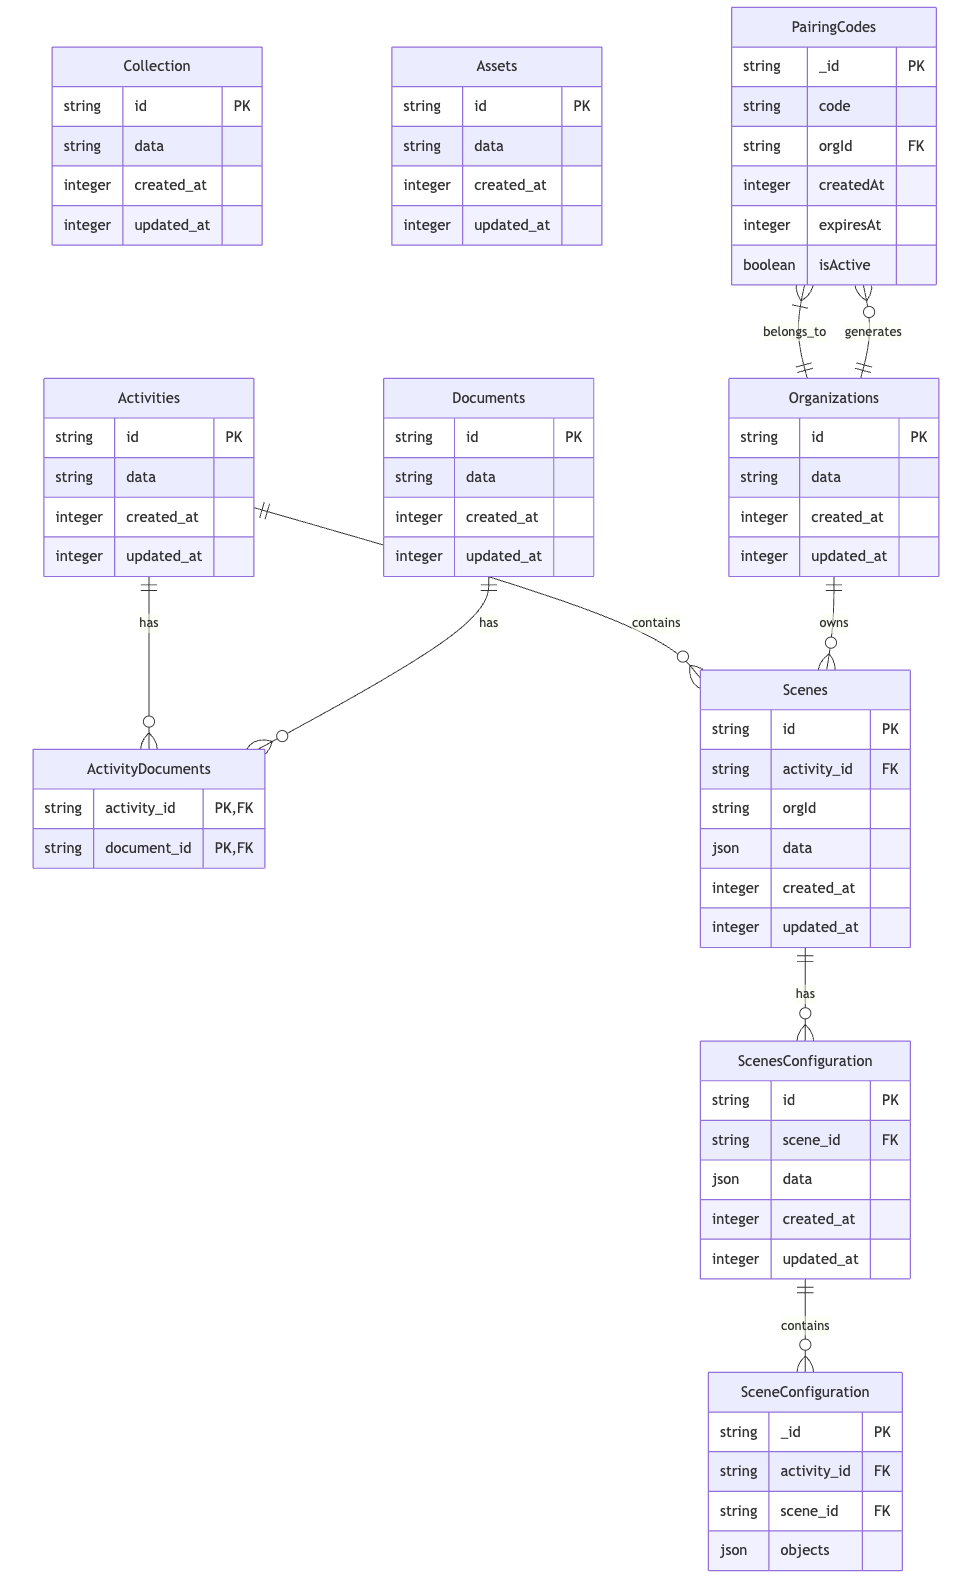 Collection
string id PK
string data
integer created_at
integer updated_at
Assets
string id PK
string data
integer created_at
integer updated_at
PairingCodes
string _id PK
string code
string orgId FK
integer createdAt
integer expiresAt
boolean isActive
belongs_to
generates
Activities
string id PK
string data
integer created_at
integer updated_at
Documents
string id PK
string data
integer created_at
integer updated_at
Organizations
string id PK
string data
integer created_at
integer updated_at
has
has
contains
owns
ActivityDocuments
string activity_id PK,FK
string document_id PK,FK
Scenes
string id PK
string activity_id FK
string orgId
json data
integer created_at
integer updated_at
has
ScenesConfiguration
string id PK
string scene_id FK
json data
integer created_at
integer updated_at
contains
SceneConfiguration
string _id PK
string activity_id FK
string scene_id FK
json objects